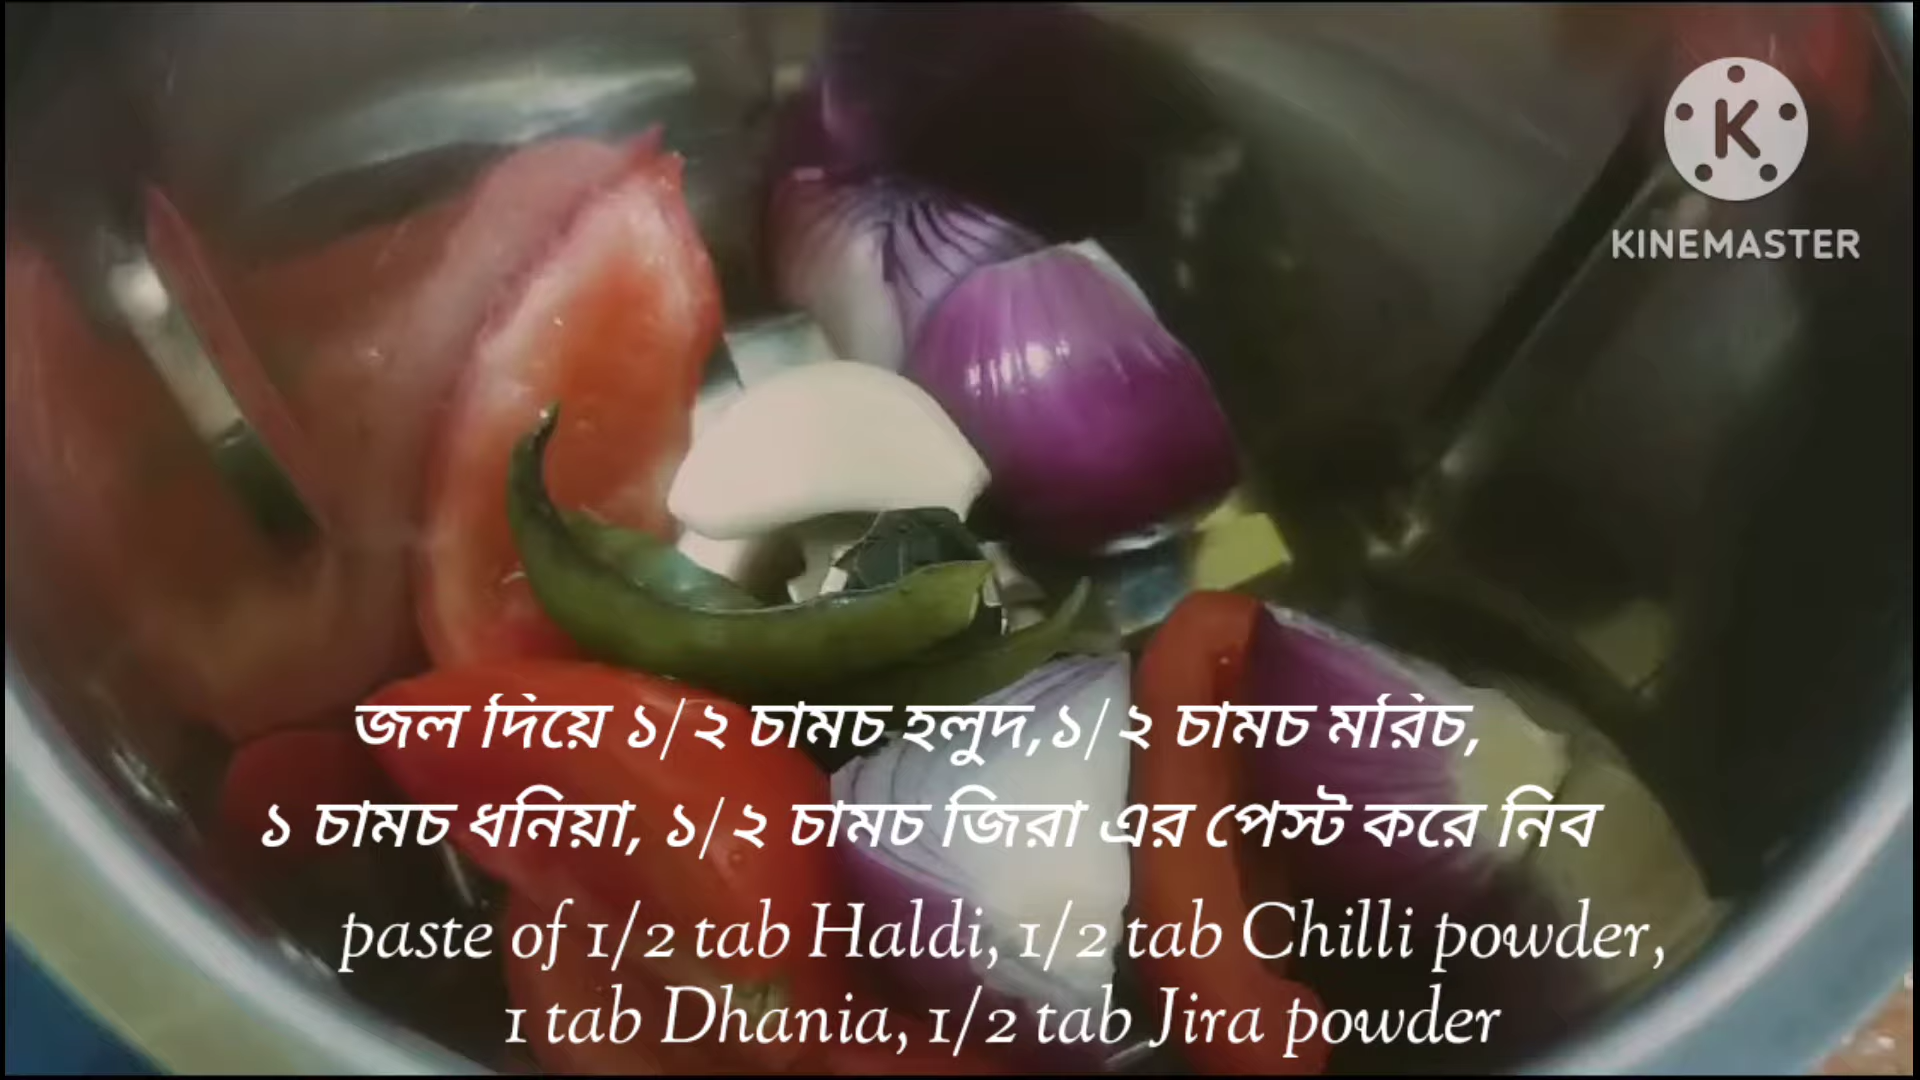 K
KINEMASTER
জল দিয়ে ১/২ চামচ হলুদ,১/২ চামচ মরিচ,
১ চামচ ধনিয়া, ১/২ চামচ জিরা এর পেস্ট করে নিব
paste of 1/2 tab Haldi, 1/2 tab Chilli powder,
1 tab Dhania, 1/2 tab Jira powder